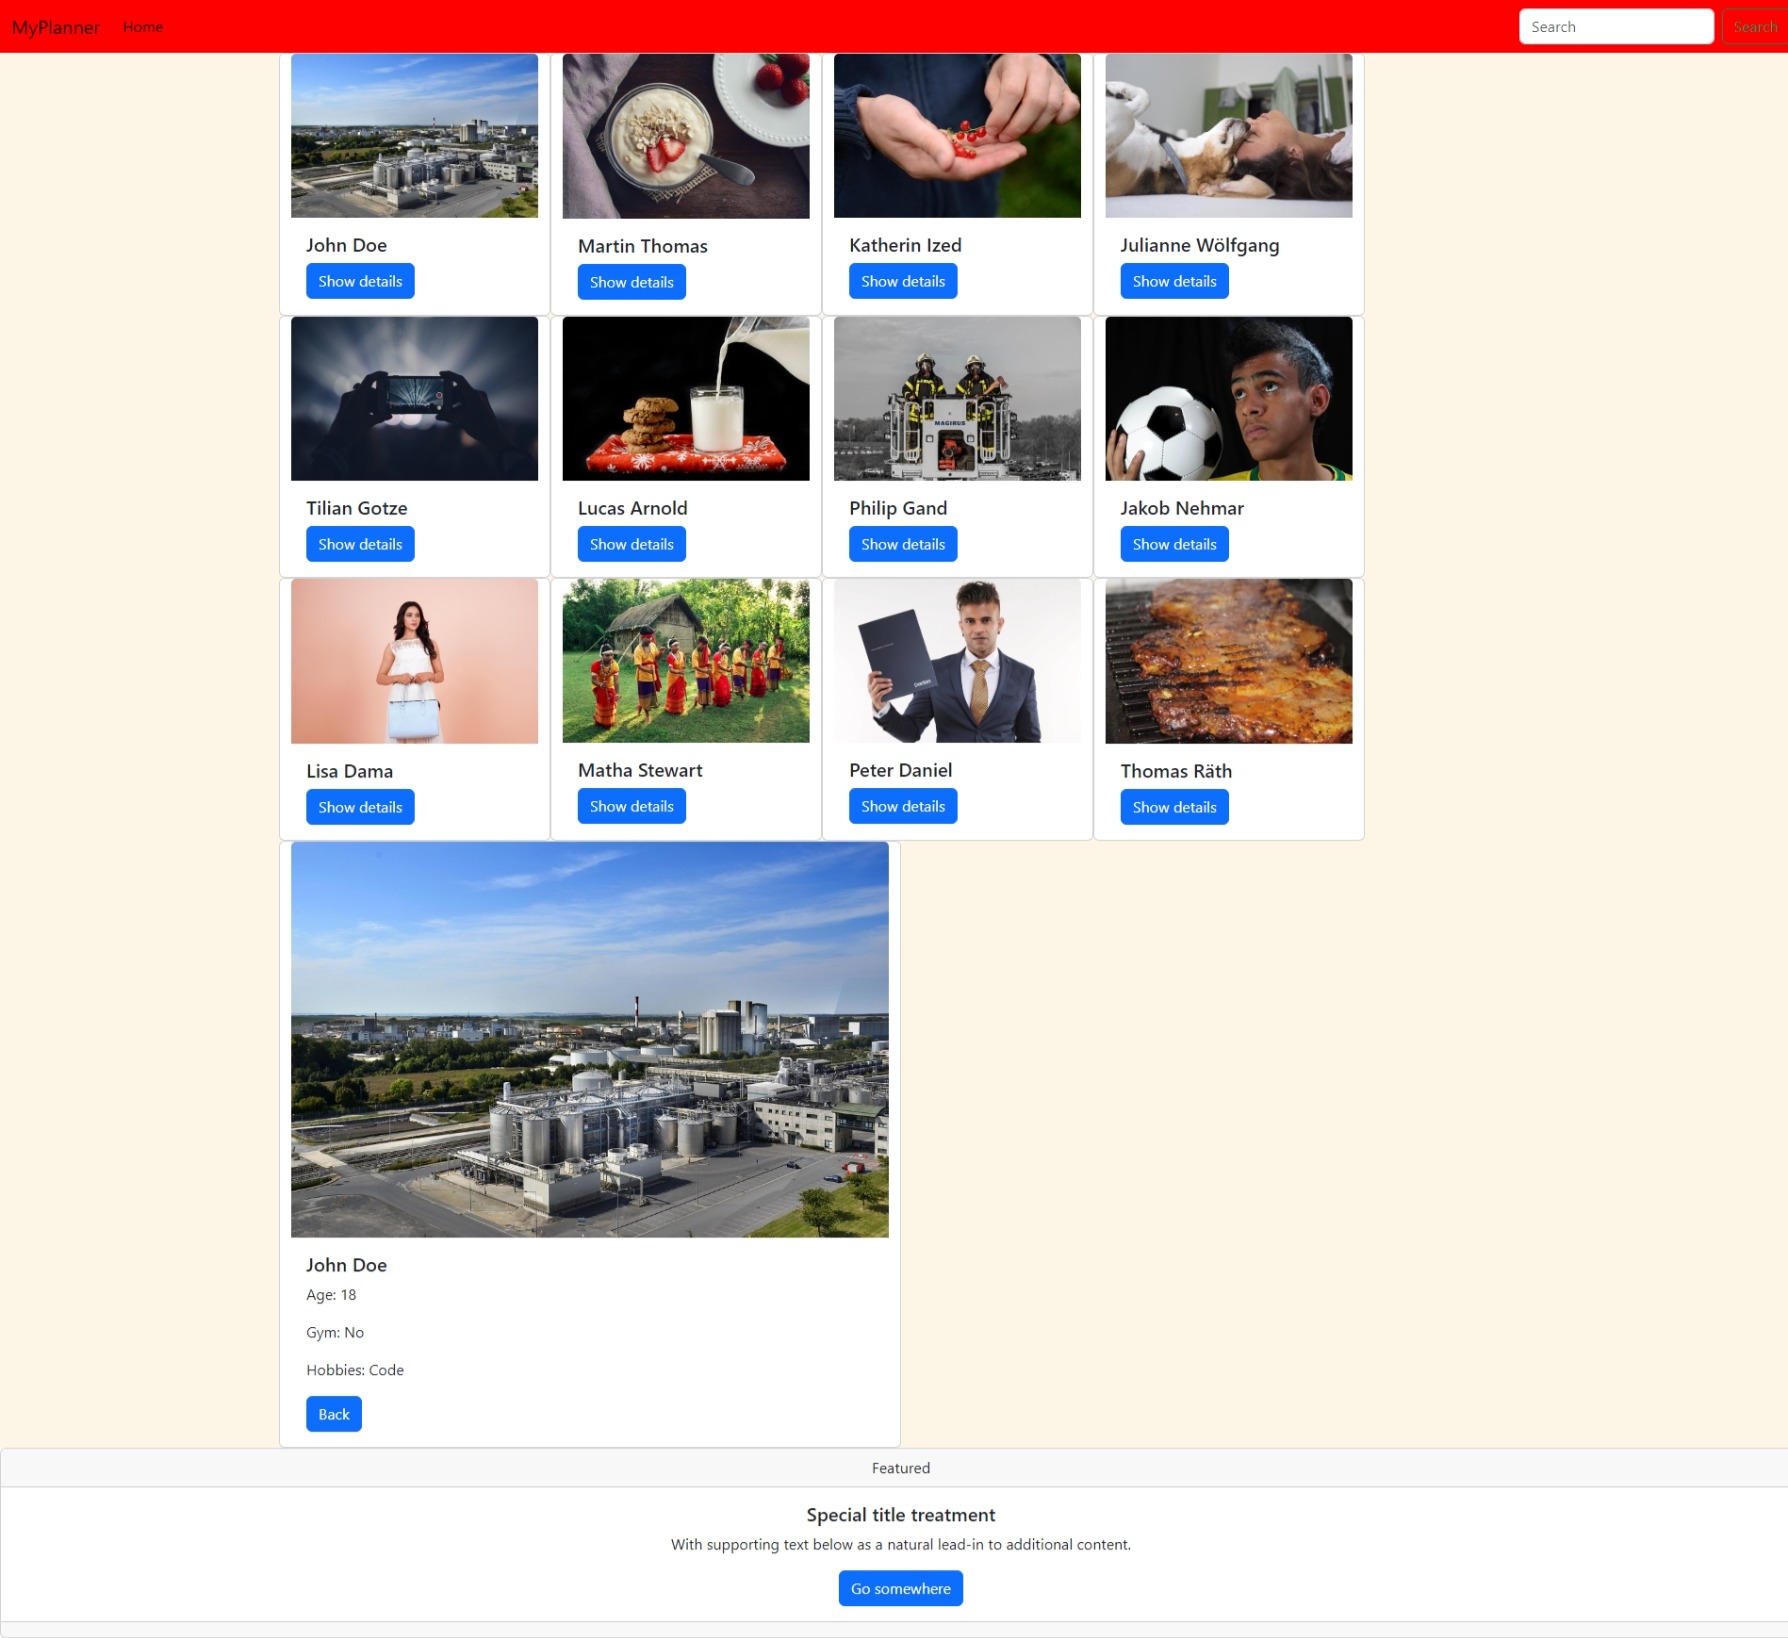 MyPlanner Home Search Search
John Doe
Show details
Martin Thomas
Show details
Katherin Ized
Show details
Julianne Wölfgang
Show details
Tilian Gotze
Show details
Lucas Arnold
Show details
MAGIRUS
Philip Gand
Show details
Jakob Nehmar
Show details
Lisa Dama
Show details
Matha Stewart
Show details
Peter Daniel
Show details
Thomas Räth
Show details
John Doe
Age: 18
Gym: No
Hobbies: Code
Back
Featured
Special title treatment
With supporting text below as a natural lead-in to additional content.
Go somewhere